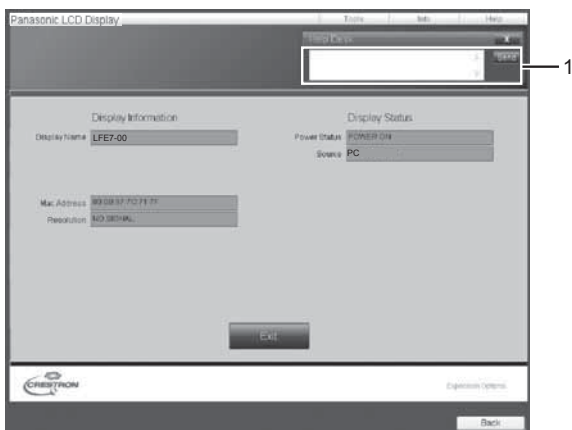 Panasonic LCD Display
Tools Info Help
Help Desk X
Send
1
Display Information
Display Status
Display Name LFE7-00
Power Status POWER ON
Source PC
Mac Address
Resolution NO SIGNAL
Exit
CRESTRON
Expansion Options
Back